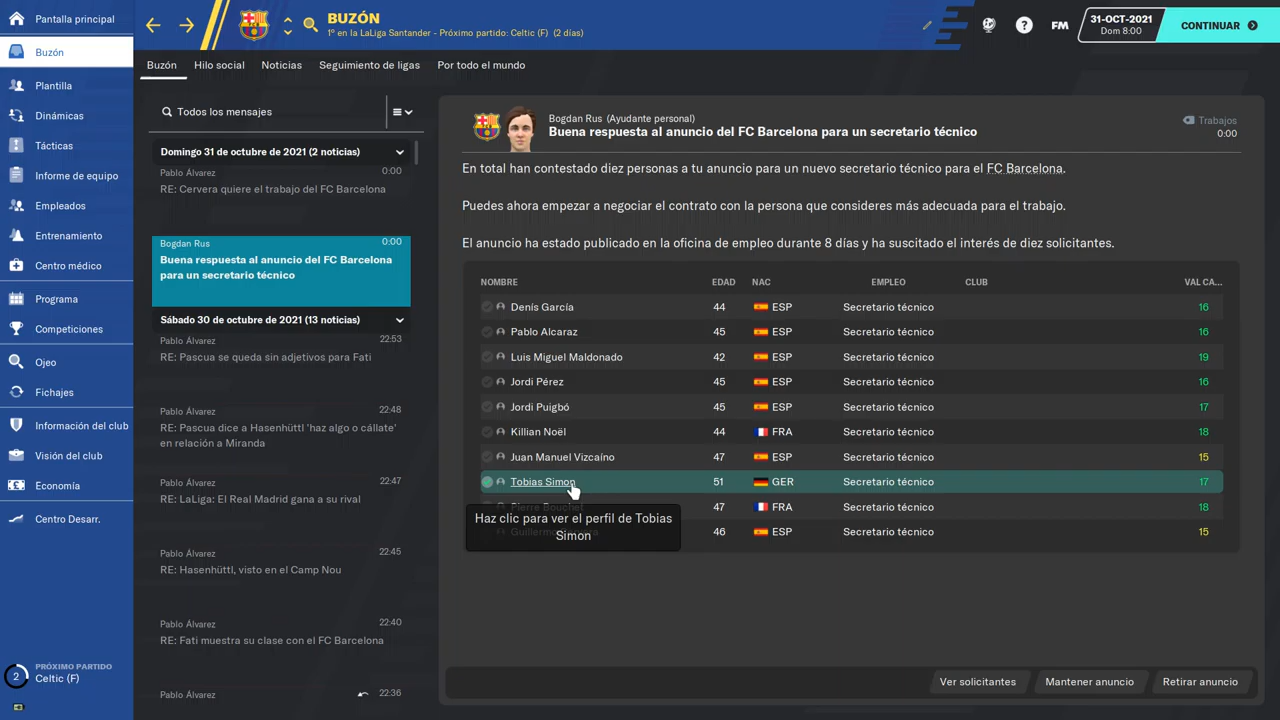 Pantalla principal
Buzón
Plantilla
Dinámicas
Tácticas
Informe de equipo
Empleados
Entrenamiento
Centro médico
Programa
Competiciones
Ojeo
Fichajes
Información del club
Visión del club
Economía
Centro Desarr.
2
PRÓXIMO PARTIDO
Celtic (F)
BUZÓN
1º en la LaLiga Santander - Próximo partido: Celtic (F) (2 días)
?
FM
31-OCT-2021
Dom 8:00
CONTINUAR
Buzón Hilo social Noticias Seguimiento de ligas Por todo el mundo
Todos los mensajes
Domingo 31 de octubre de 2021 (2 noticias)
Pablo Álvarez 0:00
RE: Cervera quiere el trabajo del FC Barcelona
Bogdan Rus 0:00
Buena respuesta al anuncio del FC Barcelona
para un secretario técnico
Sábado 30 de octubre de 2021 (13 noticias)
Pablo Álvarez 22:53
RE: Pascua se queda sin adjetivos para Fati
Pablo Álvarez 22:48
RE: Pascua dice a Hasenhüttl 'haz algo o cállate'
en relación a Miranda
Pablo Álvarez 22:47
RE: LaLiga: El Real Madrid gana a su rival
Pablo Álvarez 22:45
RE: Hasenhüttl, visto en el Camp Nou
Pablo Álvarez 22:40
RE: Fati muestra su clase con el FC Barcelona
Pablo Álvarez 22:36
Bogdan Rus (Ayudante personal)
Buena respuesta al anuncio del FC Barcelona para un secretario técnico
Trabajos
0:00
En total han contestado diez personas a tu anuncio para un nuevo secretario técnico para el FC Barcelona.
Puedes ahora empezar a negociar el contrato con la persona que consideres más adecuada para el trabajo.
El anuncio ha estado publicado en la oficina de empleo durante 8 días y ha suscitado el interés de diez solicitantes.
NOMBRE EDAD NAC EMPLEO CLUB VAL CA...
Denís García 44 ESP Secretario técnico 16
Pablo Alcaraz 45 ESP Secretario técnico 16
Luis Miguel Maldonado 42 ESP Secretario técnico 19
Jordi Pérez 45 ESP Secretario técnico 16
Jordi Puigbó 45 ESP Secretario técnico 17
Killian Noël 44 FRA Secretario técnico 18
Juan Manuel Vizcaíno 47 ESP Secretario técnico 15
Tobias Simon 51 GER Secretario técnico 17
Pierre Bouchet 47 FRA Secretario técnico 18
Guillermo 46 ESP Secretario técnico 15
Haz clic para ver el perfil de Tobias
Simon
Ver solicitantes Mantener anuncio Retirar anuncio